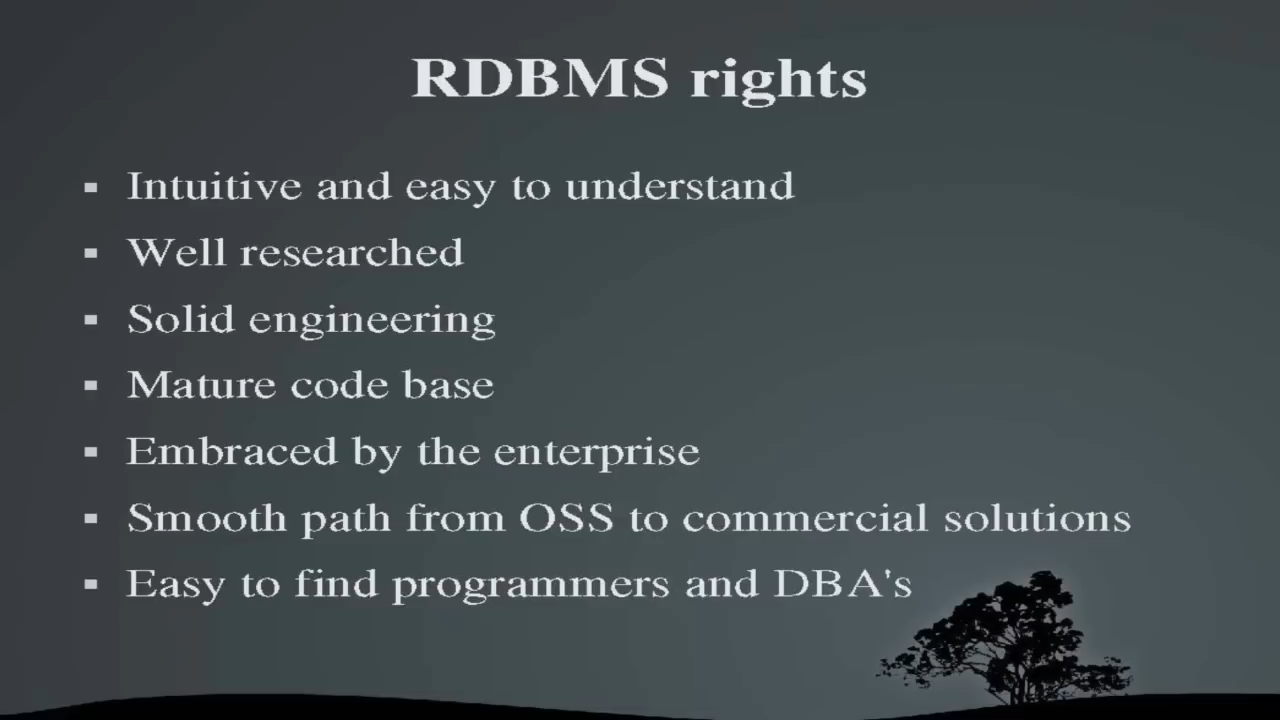 RDBMS rights
Intuitive and easy to understand
Well researched
Solid engineering
Mature code base
Embraced by the enterprise
Smooth path from OSS to commercial solutions
Easy to find programmers and DBA's